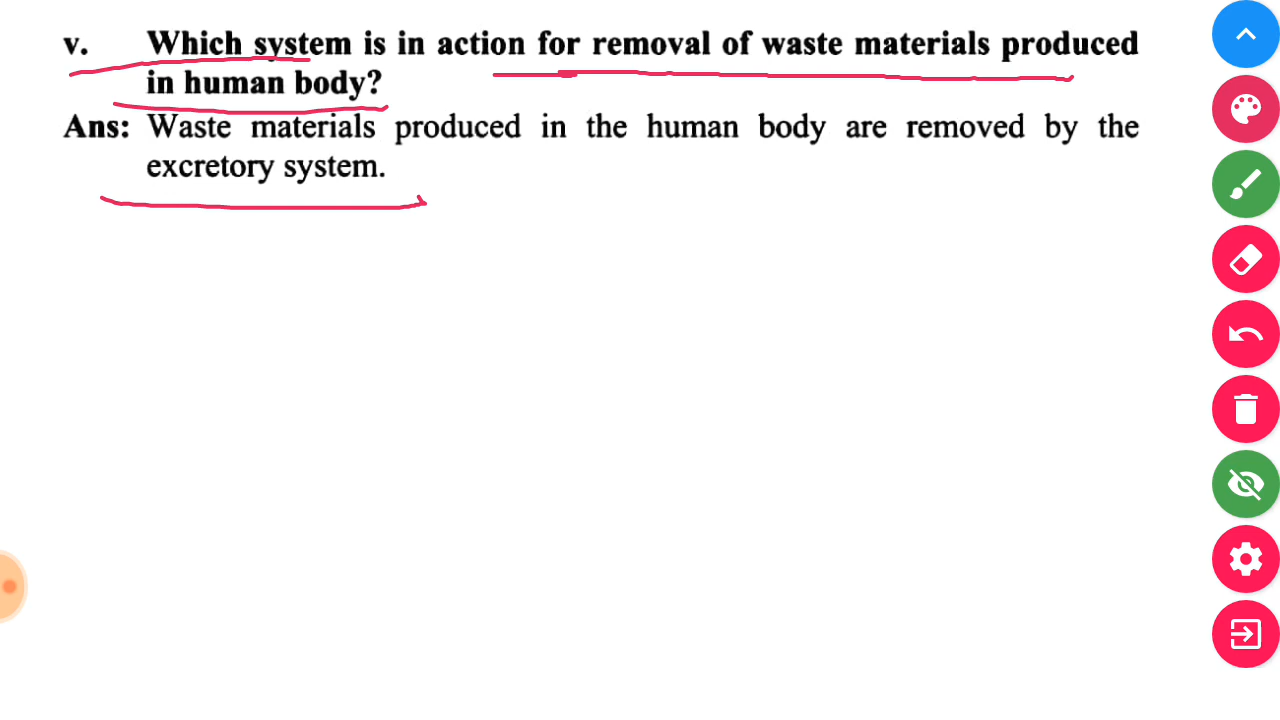 v. Which system is in action for removal of waste materials produced
in human body?
Ans: Waste materials produced in the human body are removed by the
excretory system.